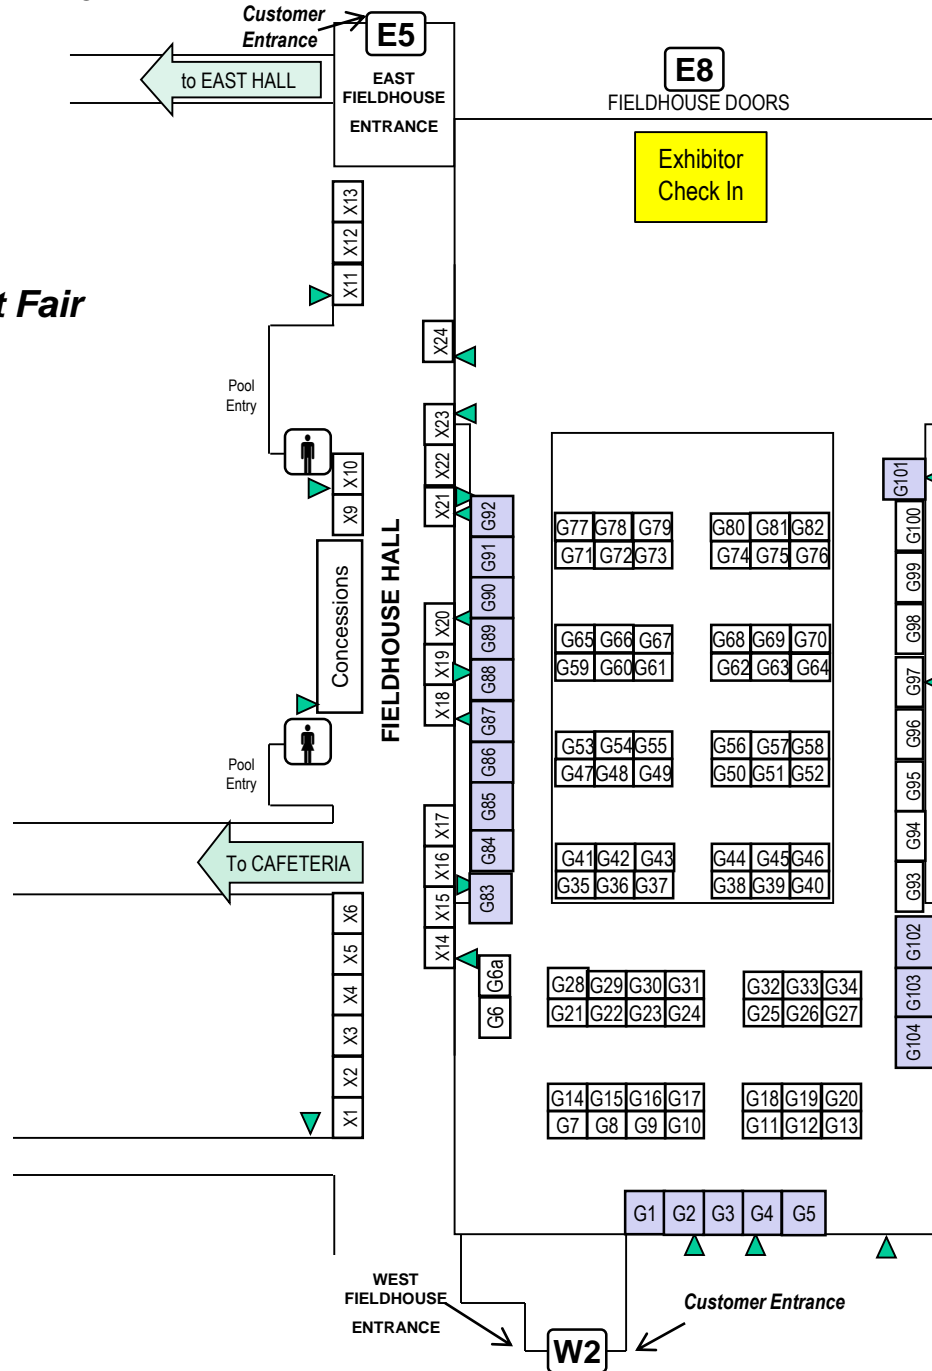 Customer
Entrance
E5
to EAST HALL
EAST
FIELDHOUSE
ENTRANCE
E8
FIELDHOUSE DOORS
Exhibitor
Check In
X13
X12
X11
t Fair
X24
Pool
Entry
X23
X22
X21
X10
X9
G92
G91
G90
G89
G88
G87
G86
G85
G84
G83
G101
G100
G99
G98
G97
G96
G95
G94
G93
G102
G103
G104
G77 G78 G79 G80 G81 G82
G71 G72 G73 G74 G75 G76
FIELDHOUSE HALL
Concessions
X20
X19
X18
G65 G66 G67 G68 G69 G70
G59 G60 G61 G62 G63 G64
Pool
Entry
G53 G54 G55 G56 G57 G58
G47 G48 G49 G50 G51 G52
X17
X16
X15
X14
To CAFETERIA
G41 G42 G43 G44 G45 G46
G35 G36 G37 G38 G39 G40
X6
X5
X4
X3
X2
X1
G6a
G6
G28 G29 G30 G31 G32 G33 G34
G21 G22 G23 G24 G25 G26 G27
G14 G15 G16 G17 G18 G19 G20
G7 G8 G9 G10 G11 G12 G13
G1 G2 G3 G4 G5
WEST
FIELDHOUSE
ENTRANCE
W2
Customer Entrance